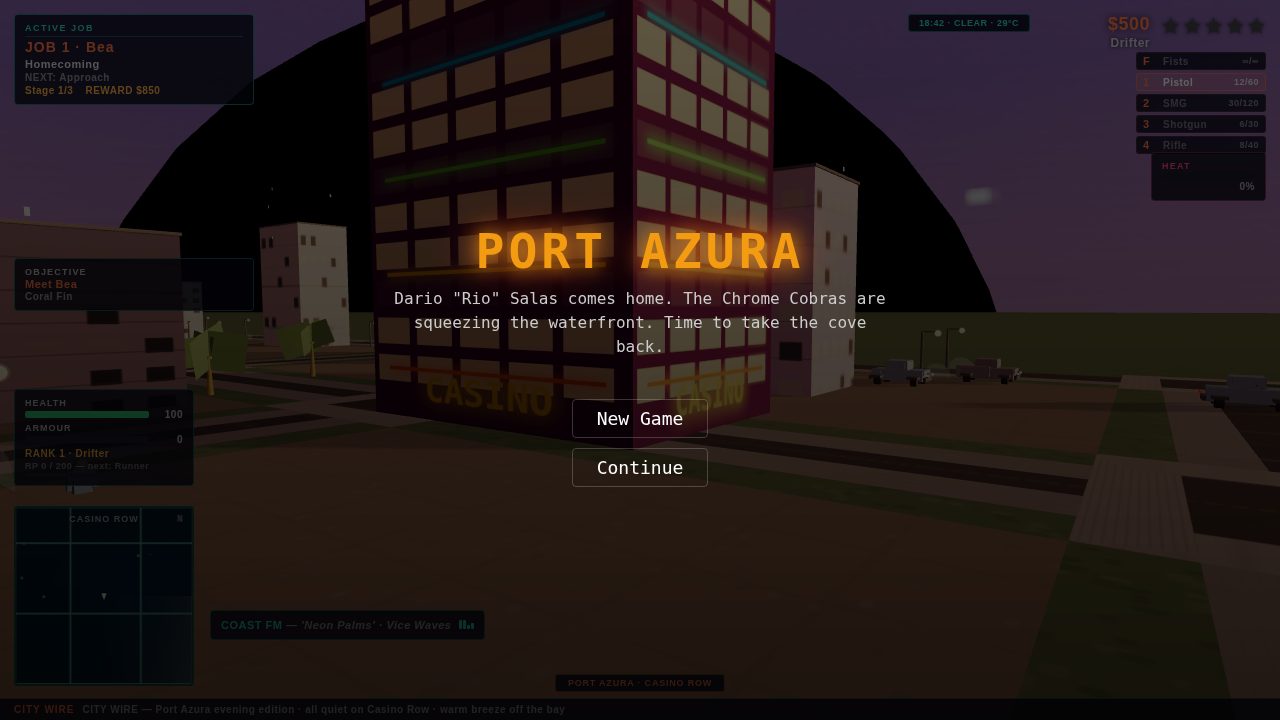 ACTIVE JOB
JOB 1 · Bea
Homecoming
NEXT: Approach
Stage 1/3 REWARD $850
18:42 · CLEAR · 29°C
$500
Drifter
F Fists ∞/∞
1 Pistol 12/60
2 SMG 30/120
3 Shotgun 6/30
4 Rifle 8/40
HEAT
0%
OBJECTIVE
Meet Bea
Coral Fin
PORT AZURA
Dario "Rio" Salas comes home. The Chrome Cobras are
squeezing the waterfront. Time to take the cove
back.
CASINO
CASINO
New Game
Continue
HEALTH
100
ARMOUR
0
RANK 1 · Drifter
RP 0 / 200 — next: Runner
CASINO ROW N
COAST FM — 'Neon Palms' · Vice Waves
PORT AZURA · CASINO ROW
CITY WIRE CITY WIRE — Port Azura evening edition · all quiet on Casino Row · warm breeze off the bay